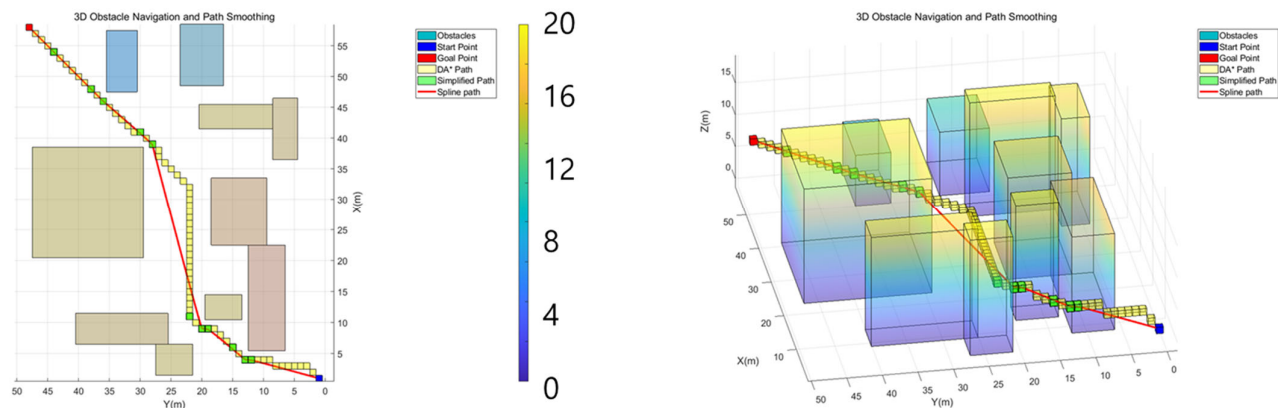 3D Obstacle Navigation and Path Smoothing
55
50
45
40
35
30
25
20
15
10
5
X(m)
50 45 40 35 30 25 20 15 10 5 0
Y(m)
Obstacles
Start Point
Goal Point
DA* Path
Simplified Path
Spline path
20
16
12
8
4
0
3D Obstacle Navigation and Path Smoothing
15
10
5
0
Z(m)
50
40
30
20
10
X(m)
50 45 40 35 30 25 20 15 10 5 0
Y(m)
Obstacles
Start Point
Goal Point
DA* Path
Simplified Path
Spline path